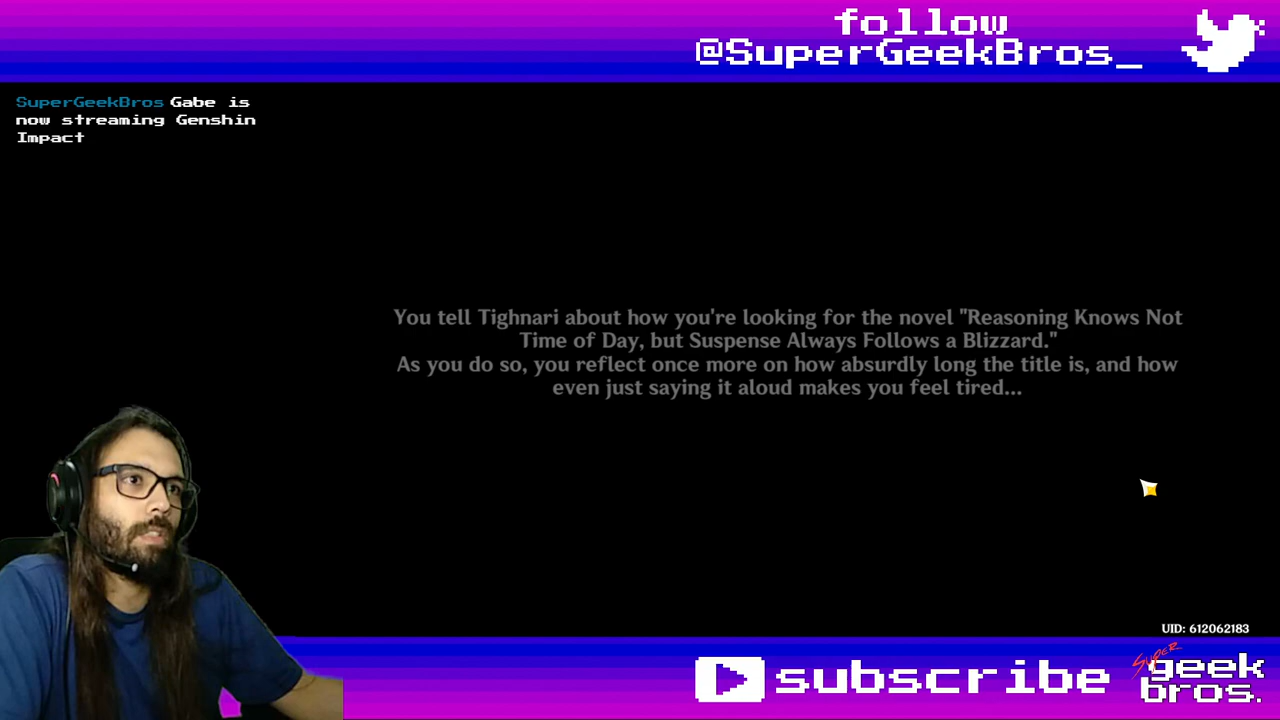 follow
@SuperGeekBros_
SuperGeekBros Gabe is
now streaming Genshin
Impact
You tell Tighnari about how you're looking for the novel "Reasoning Knows Not
Time of Day, but Suspense Always Follows a Blizzard."
As you do so, you reflect once more on how absurdly long the title is, and how
even just saying it aloud makes you feel tired...
UID: 612062183
subscribe
SUPER
geek
bros.